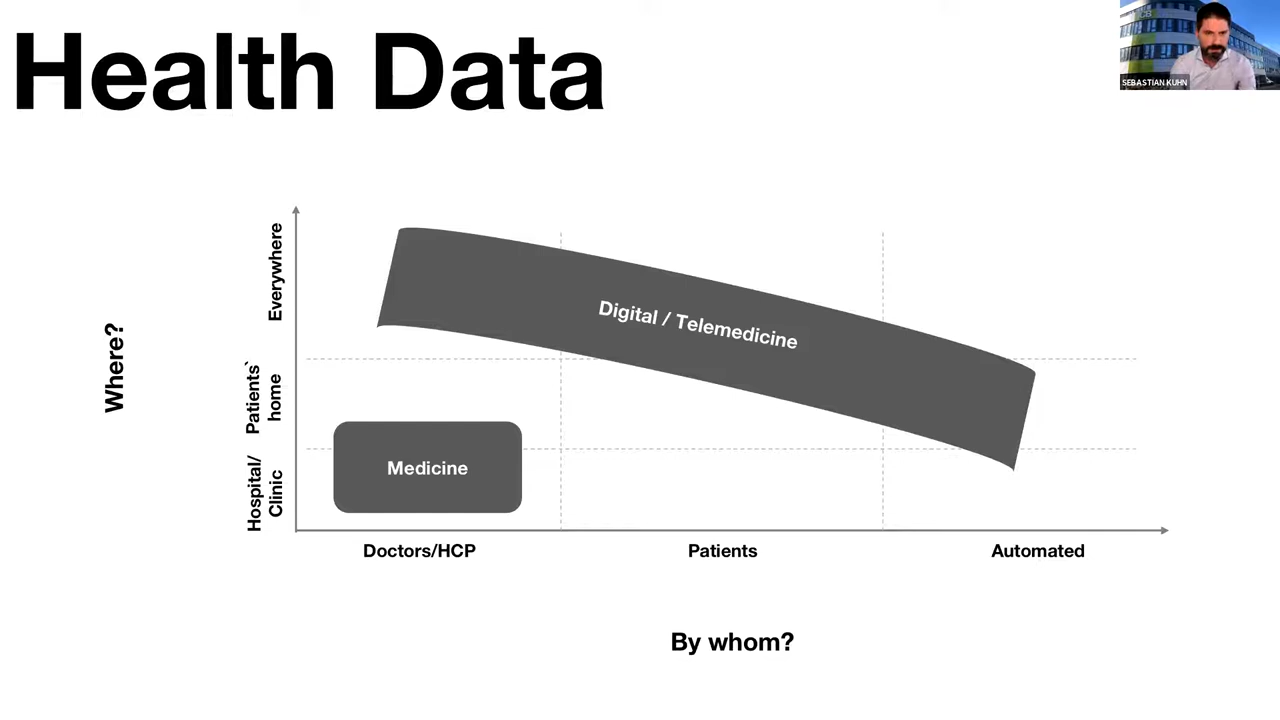 Health Data
SEBASTIAN KUHN
Where?
Everywhere
Patients`
home
Hospital/
Clinic
Digital / Telemedicine
Medicine
Doctors/HCP
Patients
Automated
By whom?